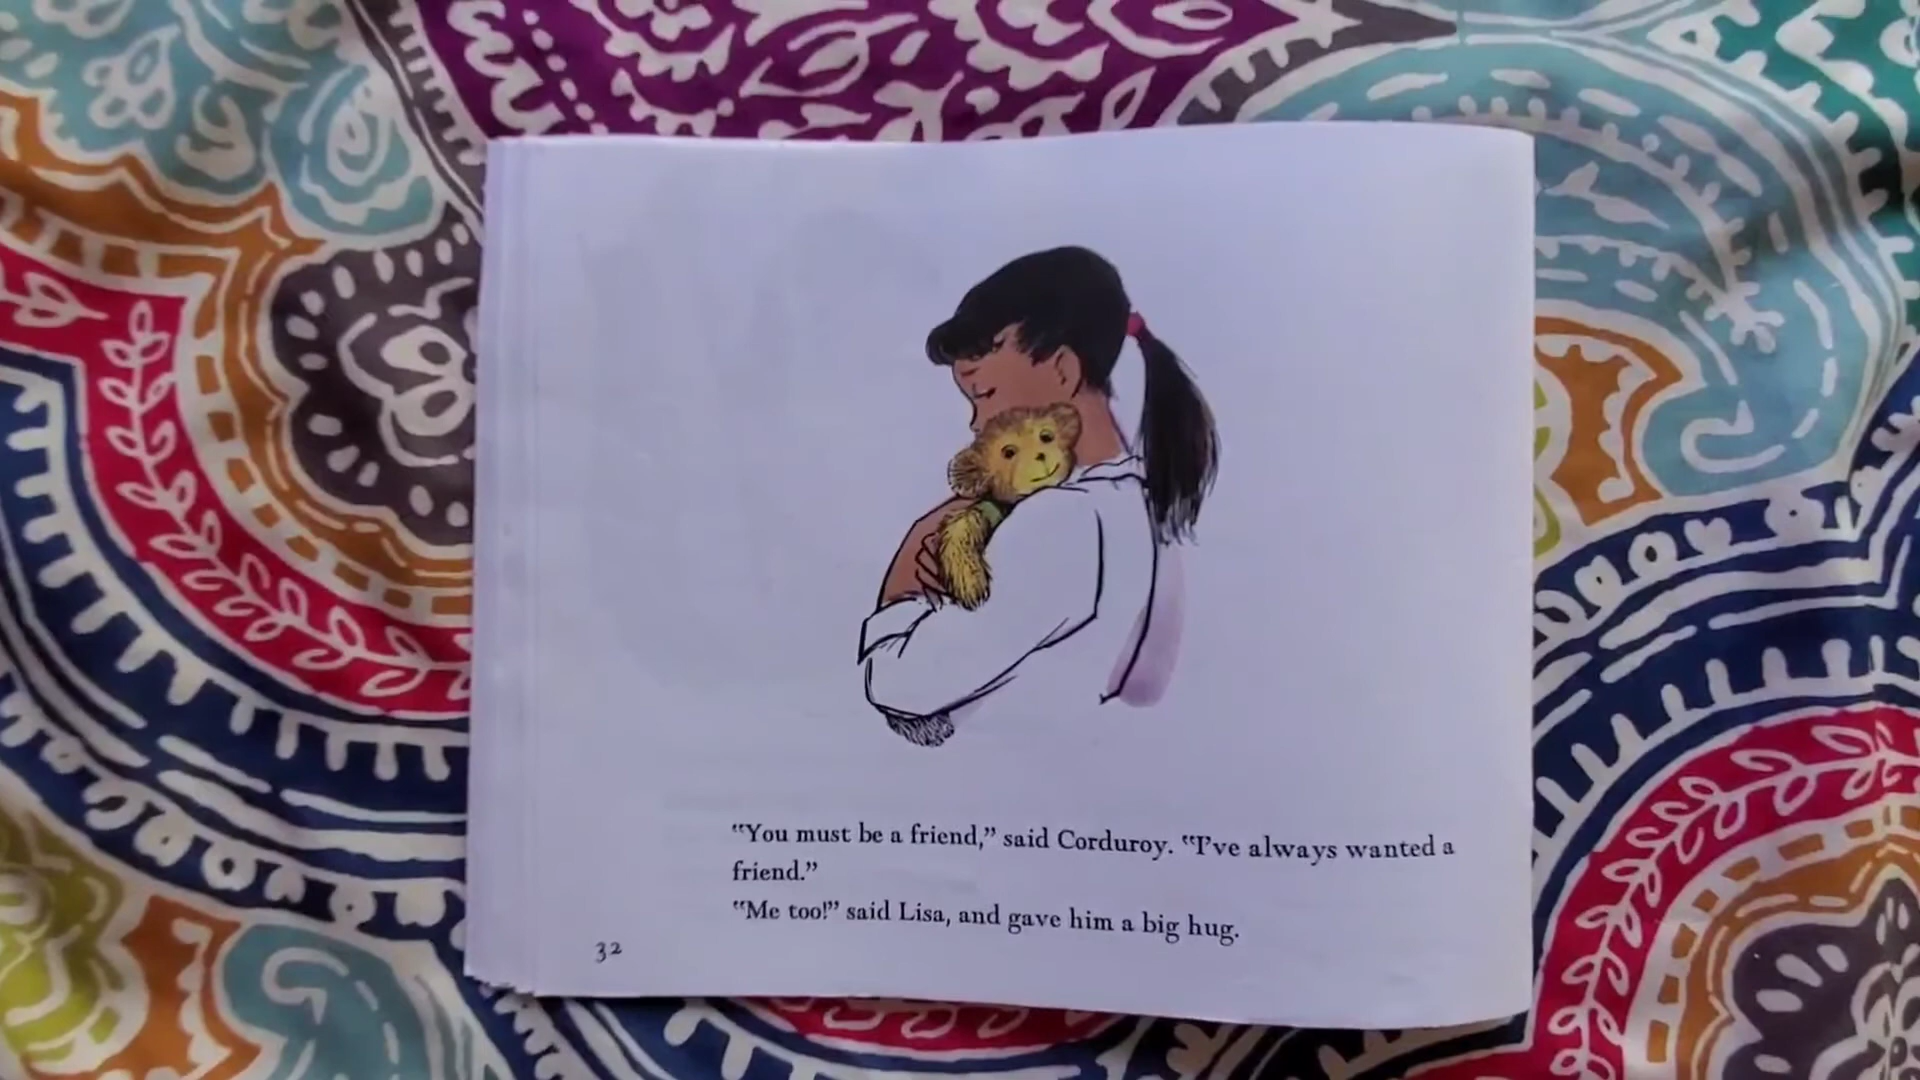 “You must be a friend,” said Corduroy. “I’ve always wanted a
friend.”
“Me too!” said Lisa, and gave him a big hug.
32